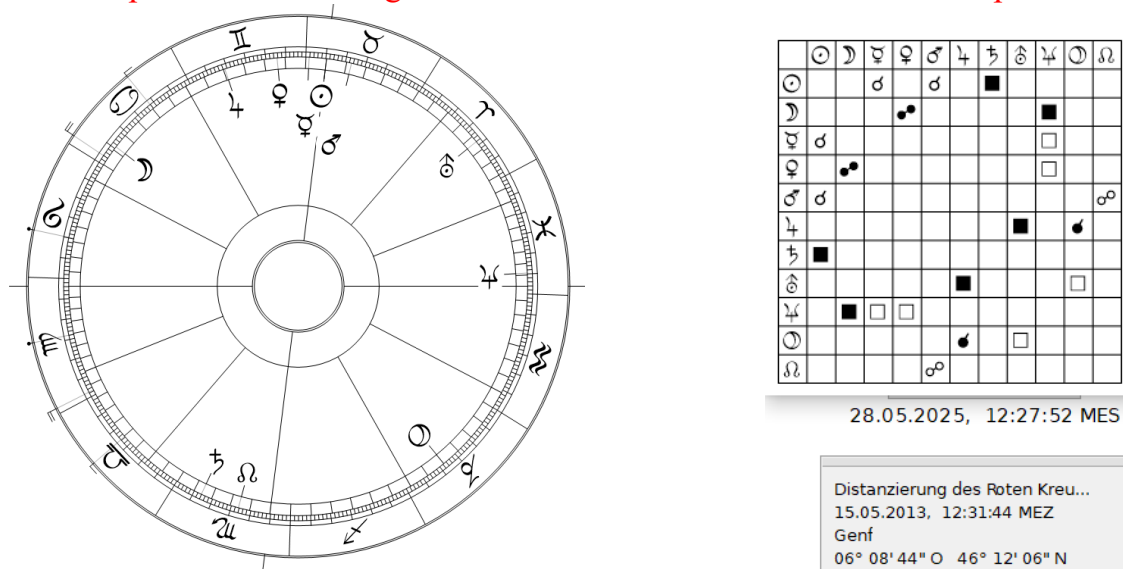 28.05.2025, 12:27:52 MES
Distanzierung des Roten Kreu...
15.05.2013, 12:31:44 MEZ
Genf
06° 08' 44" O 46° 12' 06" N